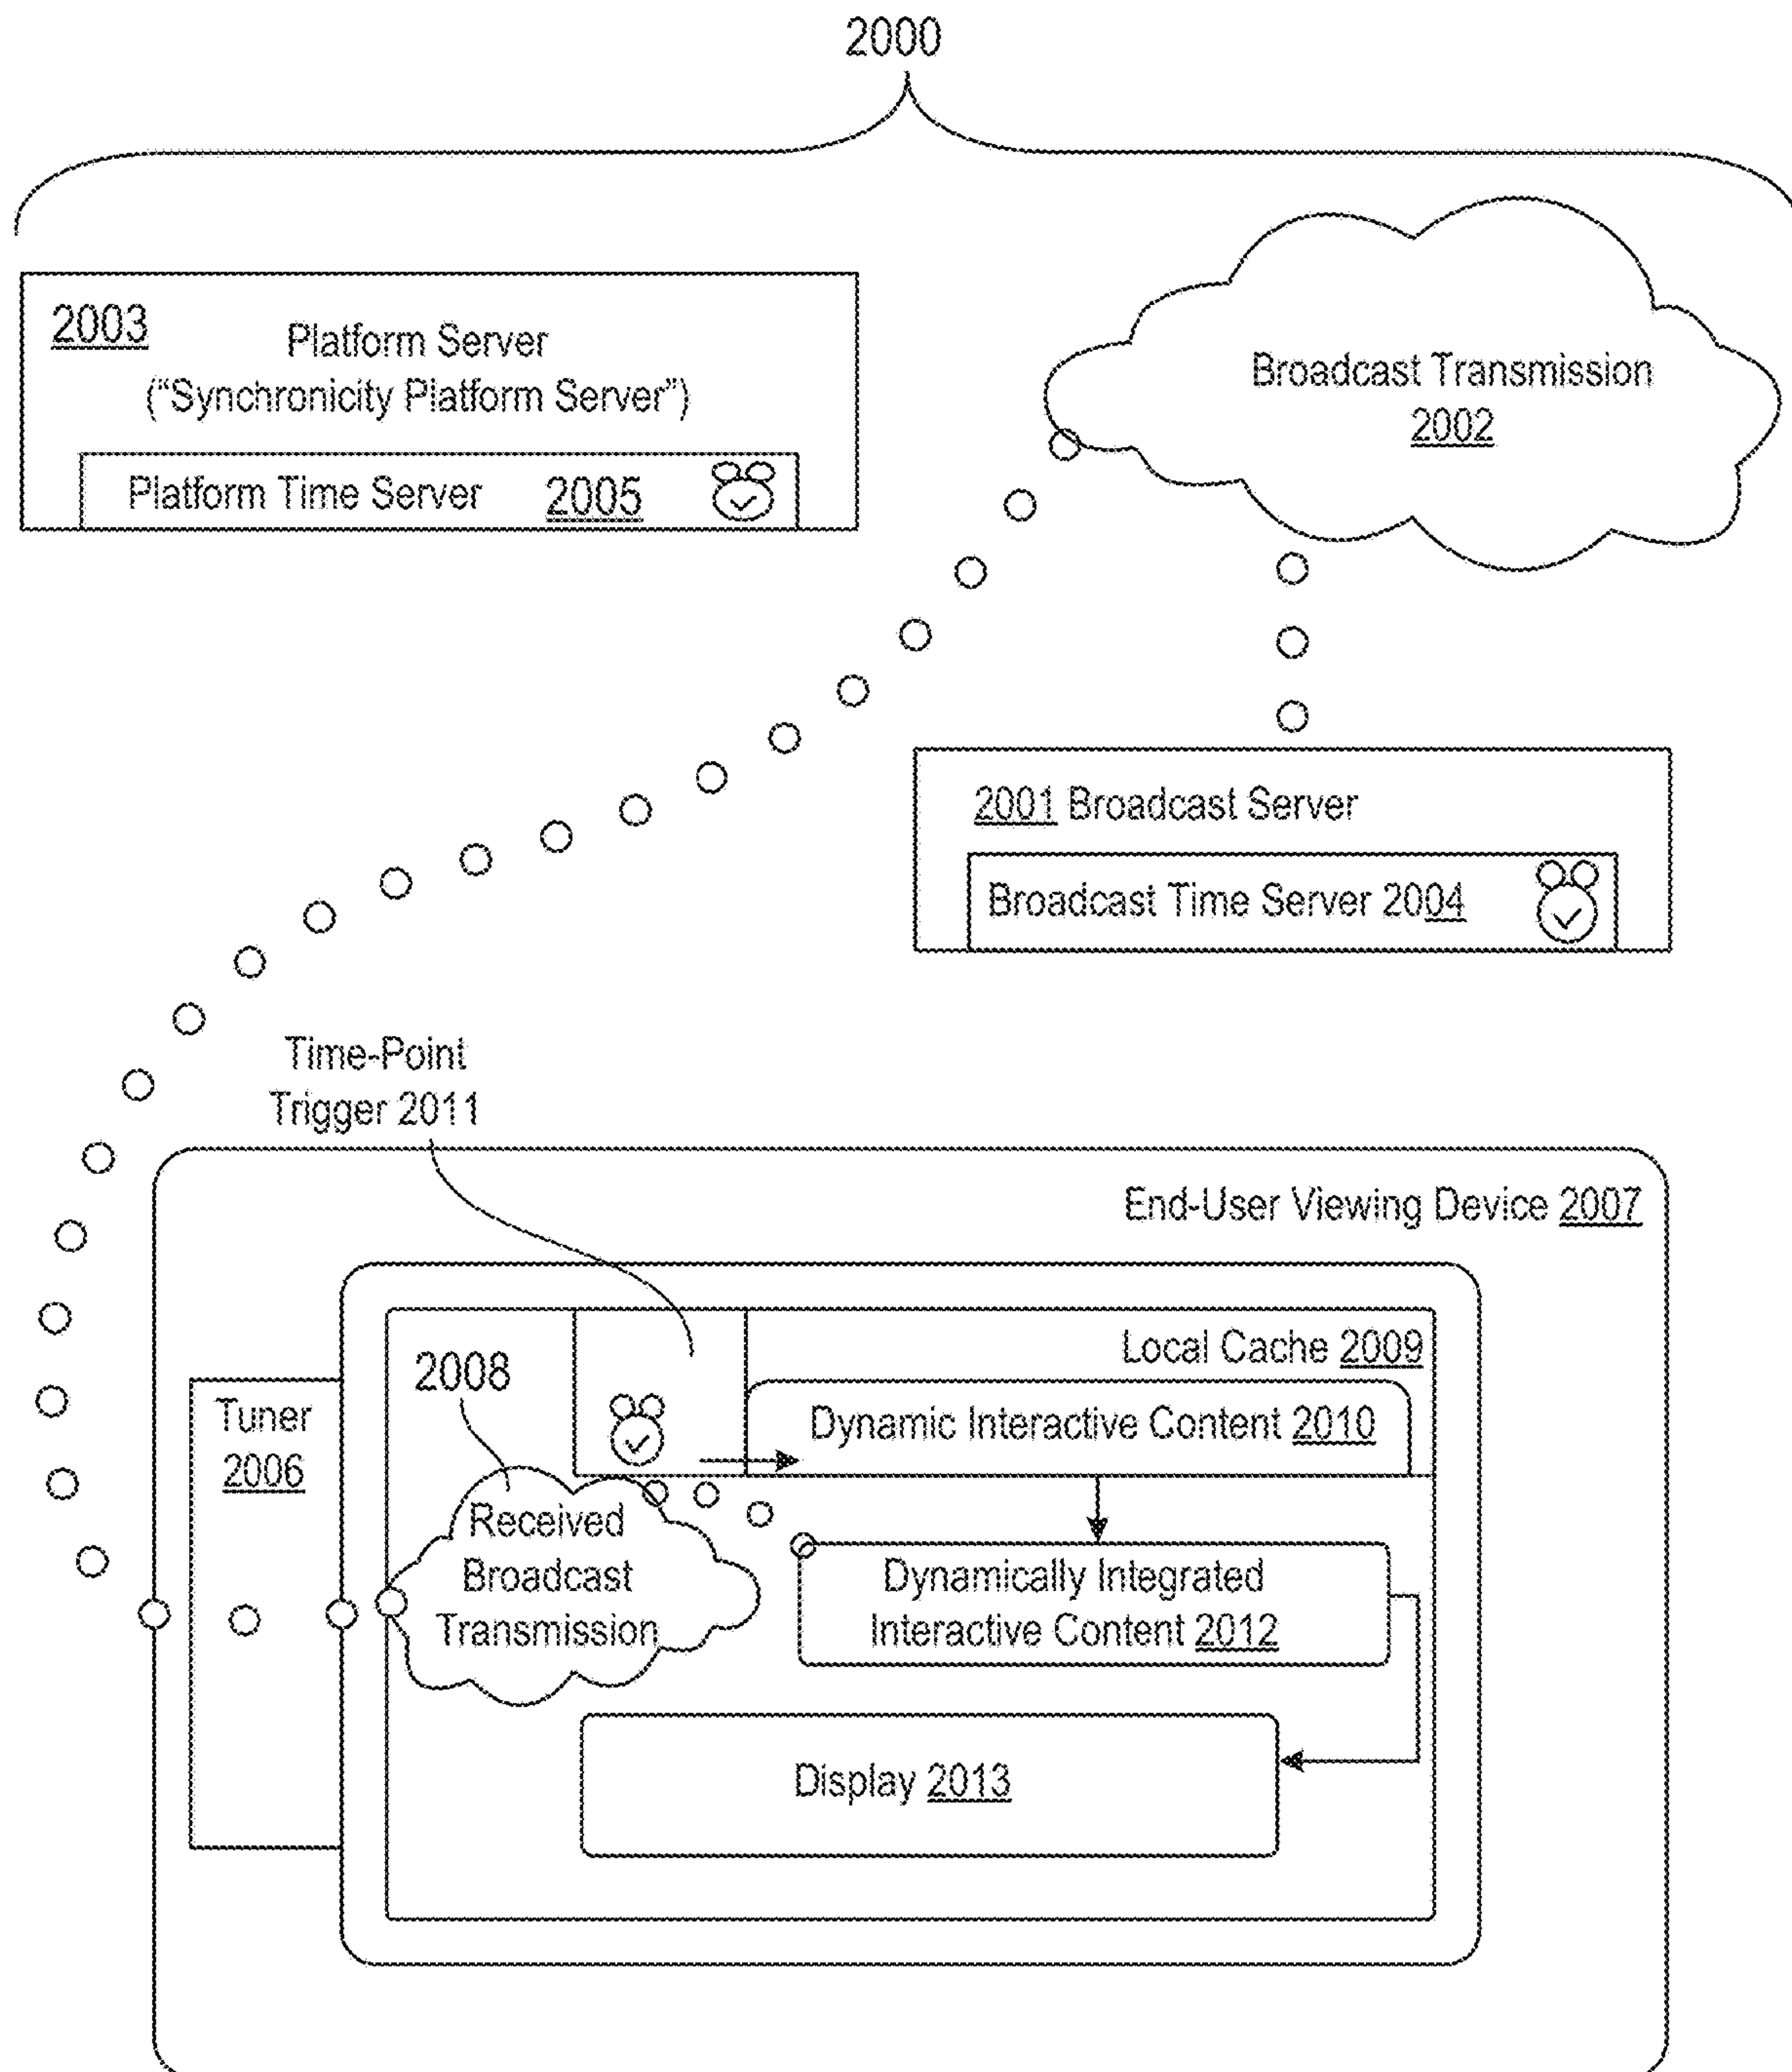 2000
2003
Platform Server
("Synchronicity Platform Server")
Platform Time Server 2005
Broadcast Transmission
2002
2001 Broadcast Server
Broadcast Time Server 2004
Time-Point
Trigger 2011
End-User Viewing Device 2007
Local Cache 2009
2008
Tuner
2006
Dynamic Interactive Content 2010
Received
Broadcast
Transmission
Dynamically Integrated
Interactive Content 2012
Display 2013